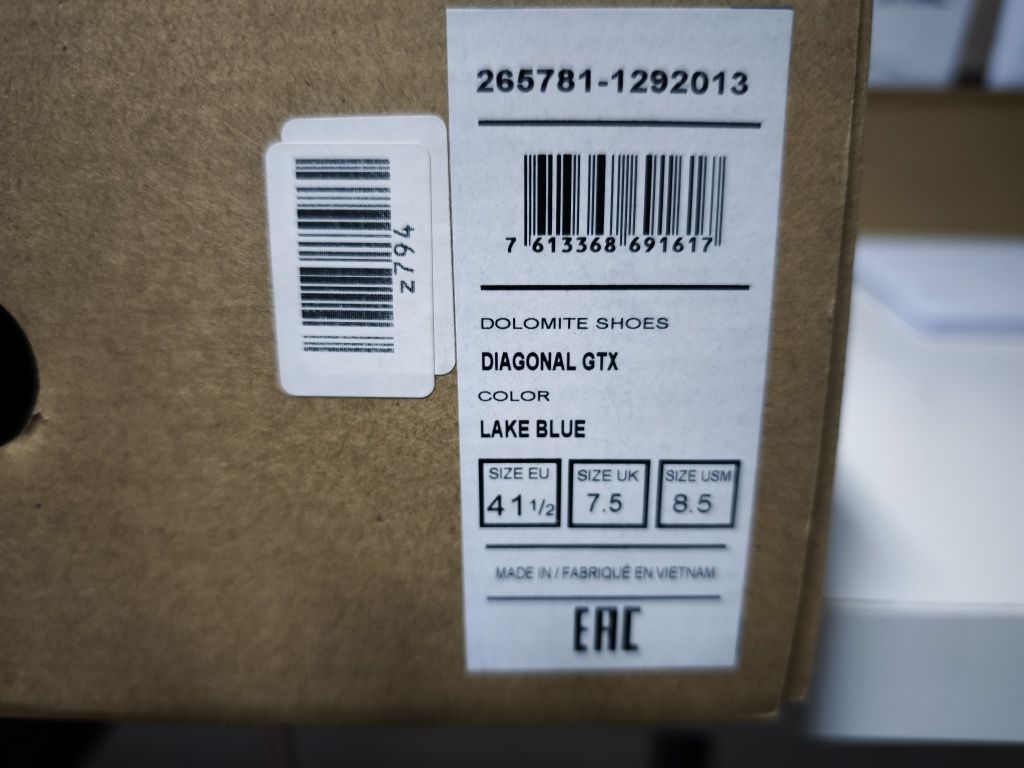 265781-1292013
7 613368 691617
z794
DOLOMITE SHOES
DIAGONAL GTX
COLOR
LAKE BLUE
SIZE EU SIZE UK SIZE USM
41 1/2 7.5 8.5
MADE IN / FABRIQUÉ EN VIETNAM
EAC